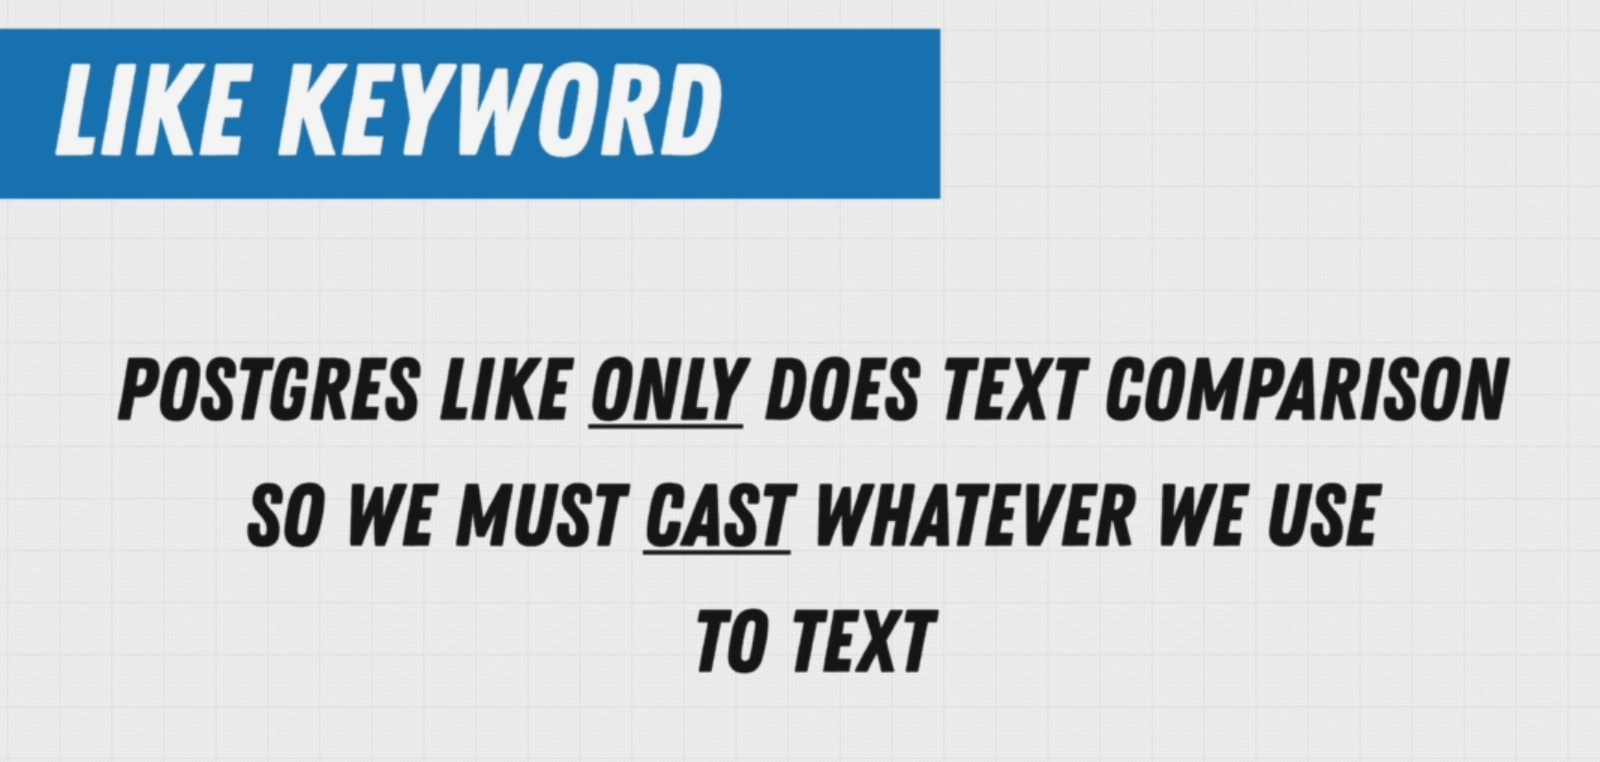 LIKE KEYWORD
POSTGRES LIKE ONLY DOES TEXT COMPARISON
SO WE MUST CAST WHATEVER WE USE
TO TEXT